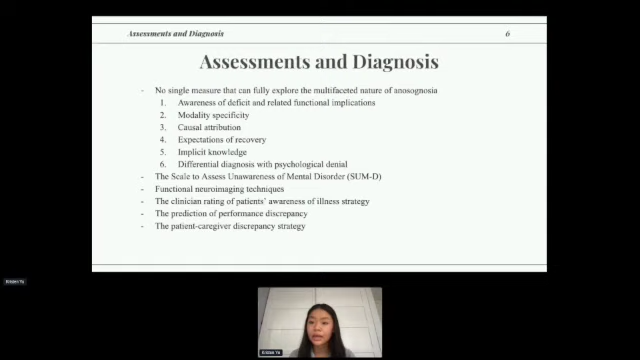 Assessments and Diagnosis
6
Assessments and Diagnosis
- No single measure that can fully explore the multifaceted nature of anosognosia
1. Awareness of deficit and related functional implications
2. Modality specificity
3. Causal attribution
4. Expectations of recovery
5. Implicit knowledge
6. Differential diagnosis with psychological denial
- The Scale to Assess Unawareness of Mental Disorder (SUM-D)
- Functional neuroimaging techniques
- The clinician rating of patients' awareness of illness strategy
- The prediction of performance discrepancy
- The patient-caregiver discrepancy strategy
Kristen Yu
Kristen Yu